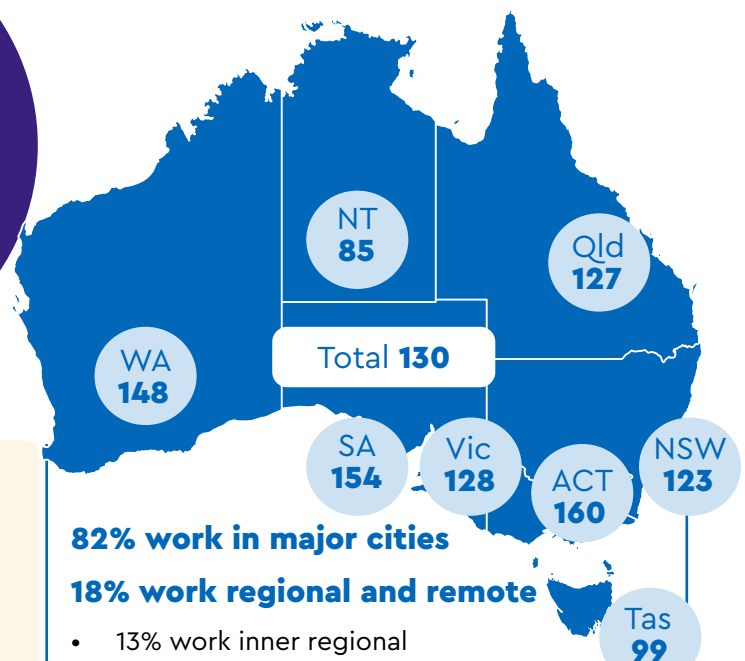 NT
85
Qld
127
WA
148
Total 130
SA
154
Vic
128
ACT
160
NSW
123
82% work in major cities
18% work regional and remote
• 13% work inner regional
Tas
99